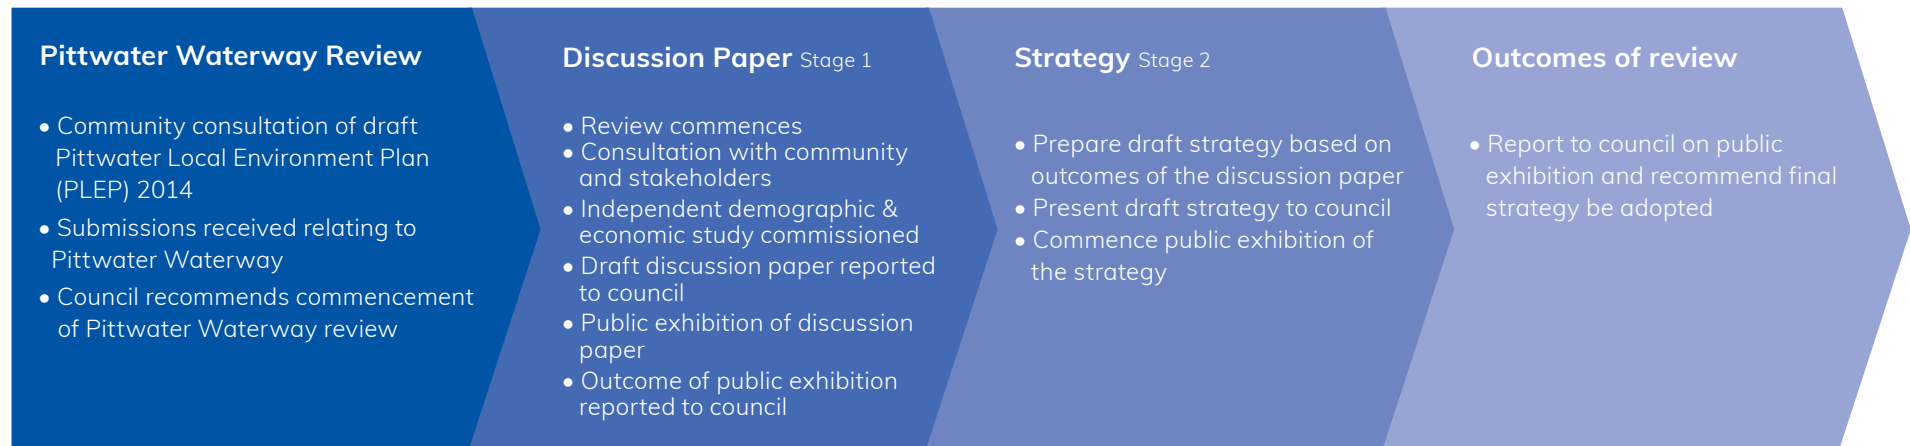 Pittwater Waterway Review
• Community consultation of draft
Pittwater Local Environment Plan
(PLEP) 2014
• Submissions received relating to
Pittwater Waterway
• Council recommends commencement
of Pittwater Waterway review
Discussion Paper Stage 1
• Review commences
• Consultation with community
and stakeholders
• Independent demographic &
economic study commissioned
• Draft discussion paper reported
to council
• Public exhibition of discussion
paper
• Outcome of public exhibition
reported to council
Strategy Stage 2
• Prepare draft strategy based on
outcomes of the discussion paper
• Present draft strategy to council
• Commence public exhibition of
the strategy
Outcomes of review
• Report to council on public
exhibition and recommend final
strategy be adopted